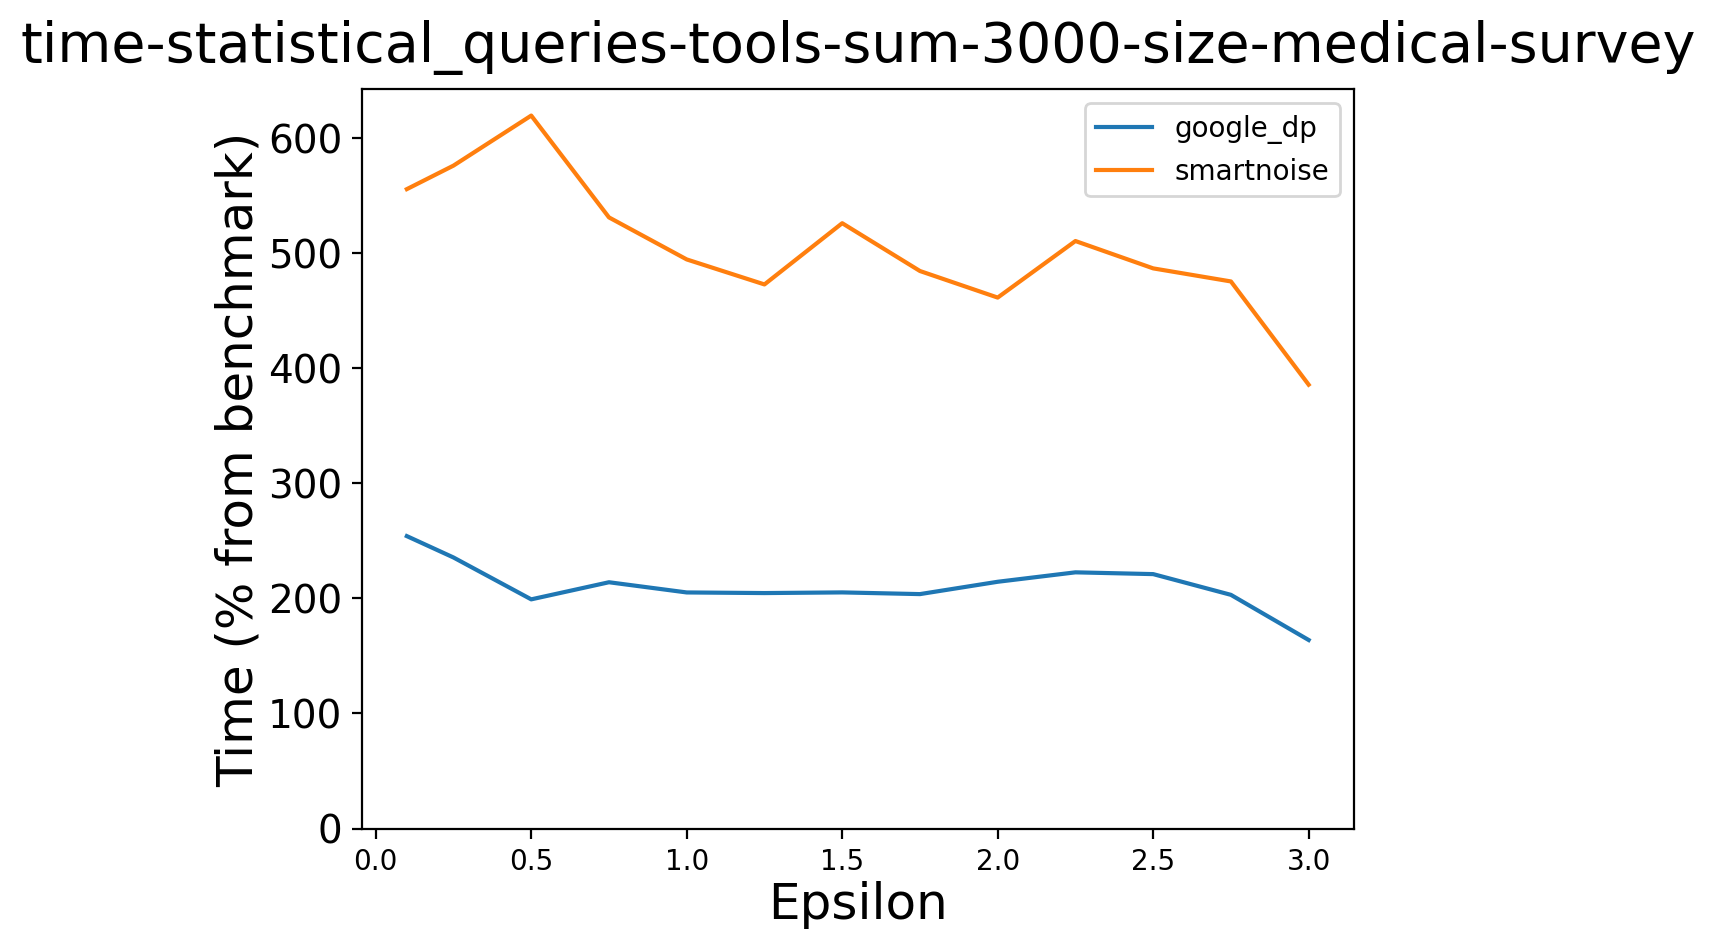 time-statistical_queries-tools-sum-3000-size-medical-survey
google_dp
smartnoise
Time (% from benchmark)
600
500
400
300
200
100
0
0.0 0.5 1.0 1.5 2.0 2.5 3.0
Epsilon